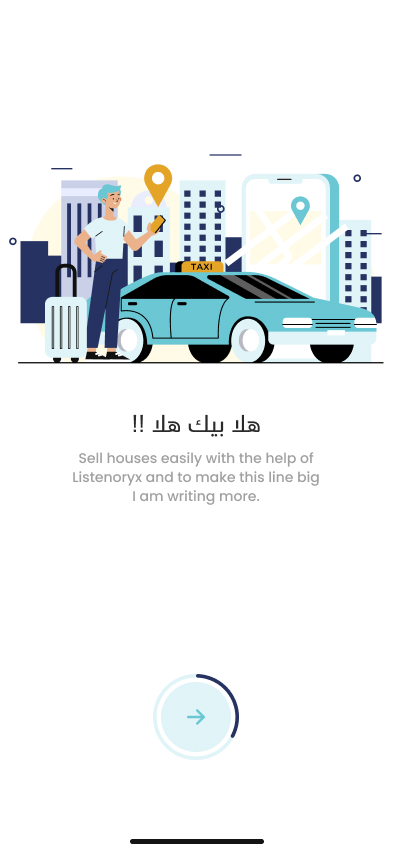 TAXI
هلا بيك هلا !!
Sell houses easily with the help of
Listenoryx and to make this line big
I am writing more.